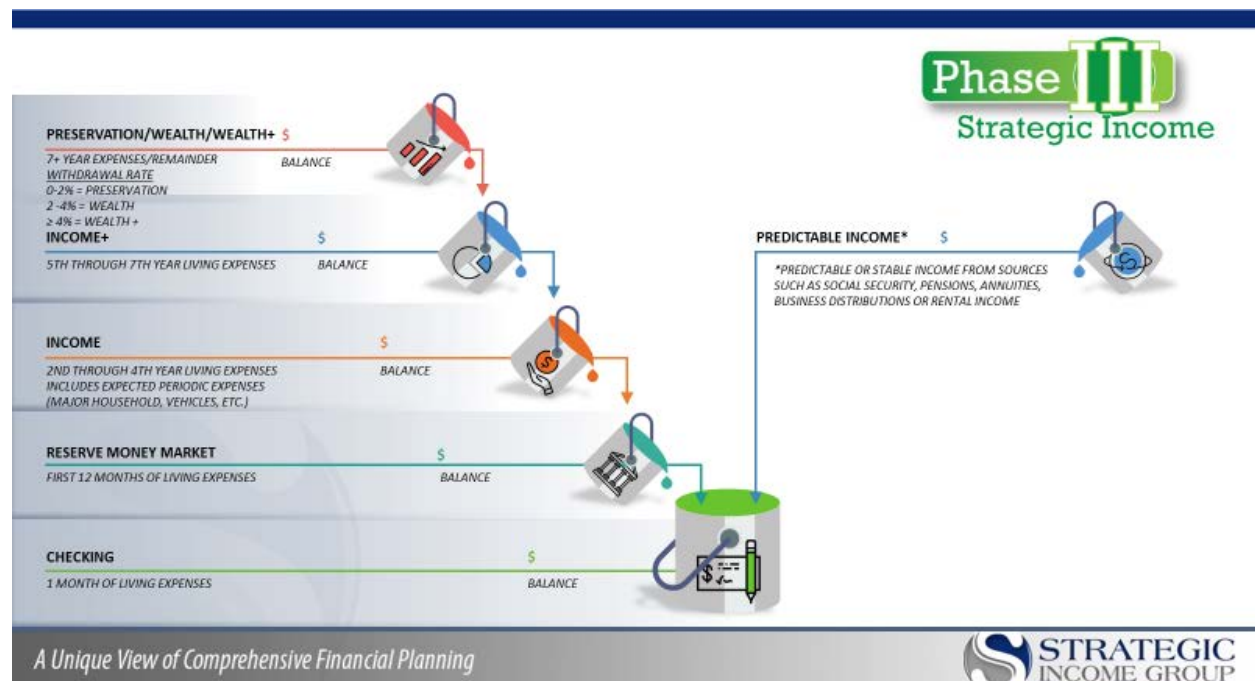 Phase III
Strategic Income
PRESERVATION/WEALTH/WEALTH+ $
7+ YEAR EXPENSES/REMAINDER
BALANCE
WITHDRAWAL RATE
0-2% = PRESERVATION
2 -4% = WEALTH
≥ 4% = WEALTH +
INCOME+ $
5TH THROUGH 7TH YEAR LIVING EXPENSES BALANCE
PREDICTABLE INCOME* $
*PREDICTABLE OR STABLE INCOME FROM SOURCES
SUCH AS SOCIAL SECURITY, PENSIONS, ANNUITIES,
BUSINESS DISTRIBUTIONS OR RENTAL INCOME
INCOME $
2ND THROUGH 4TH YEAR LIVING EXPENSES BALANCE
INCLUDES EXPECTED PERIODIC EXPENSES
(MAJOR HOUSEHOLD, VEHICLES, ETC.)
RESERVE MONEY MARKET $
FIRST 12 MONTHS OF LIVING EXPENSES BALANCE
CHECKING $
1 MONTH OF LIVING EXPENSES BALANCE
A Unique View of Comprehensive Financial Planning
STRATEGIC
INCOME GROUP